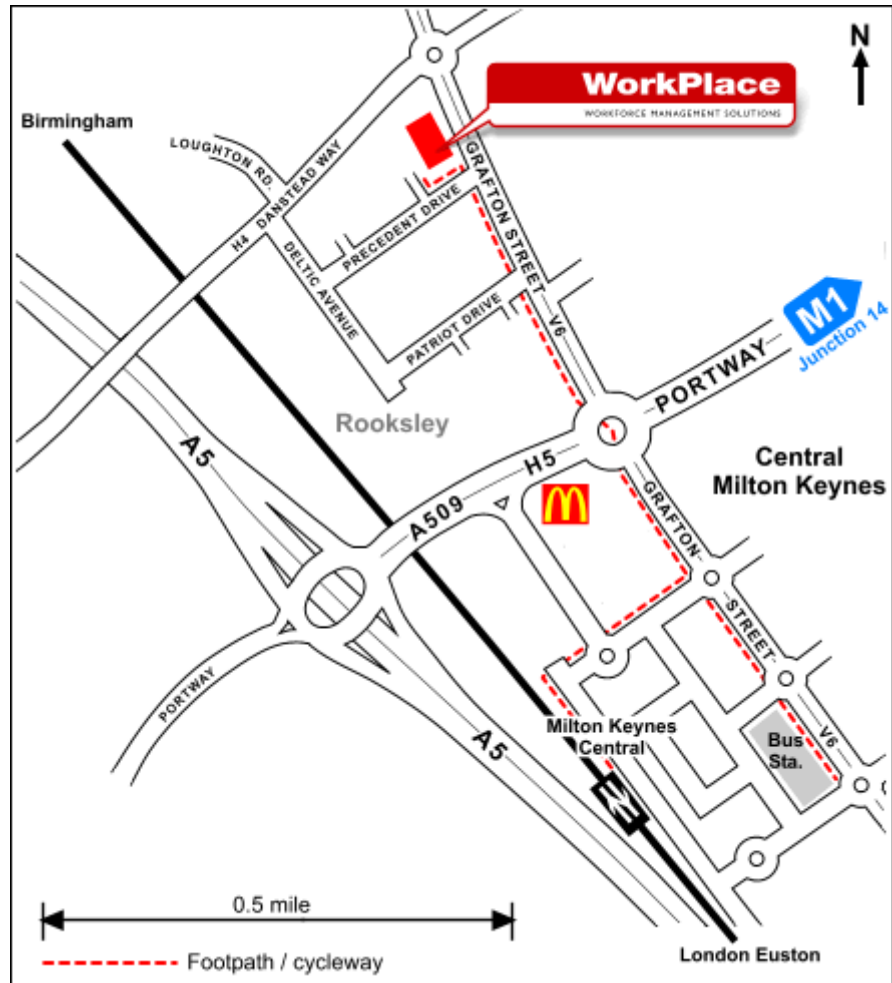 N
WorkPlace
WORKFORCE MANAGEMENT SOLUTIONS
Birmingham
LOUGHTON RD.
H4 DANSTEAD WAY
GRAFTON STREET
V6
PRECEDENT DRIVE
DELTIC AVENUE
PATRIOT DRIVE
M1
Junction 14
PORTWAY
Rooksley
A5
H5
A509
Central
Milton Keynes
GRAFTON
STREET
V6
PORTWAY
A5
Milton Keynes
Central
Bus
Sta.
0.5 mile
Footpath / cycleway
London Euston